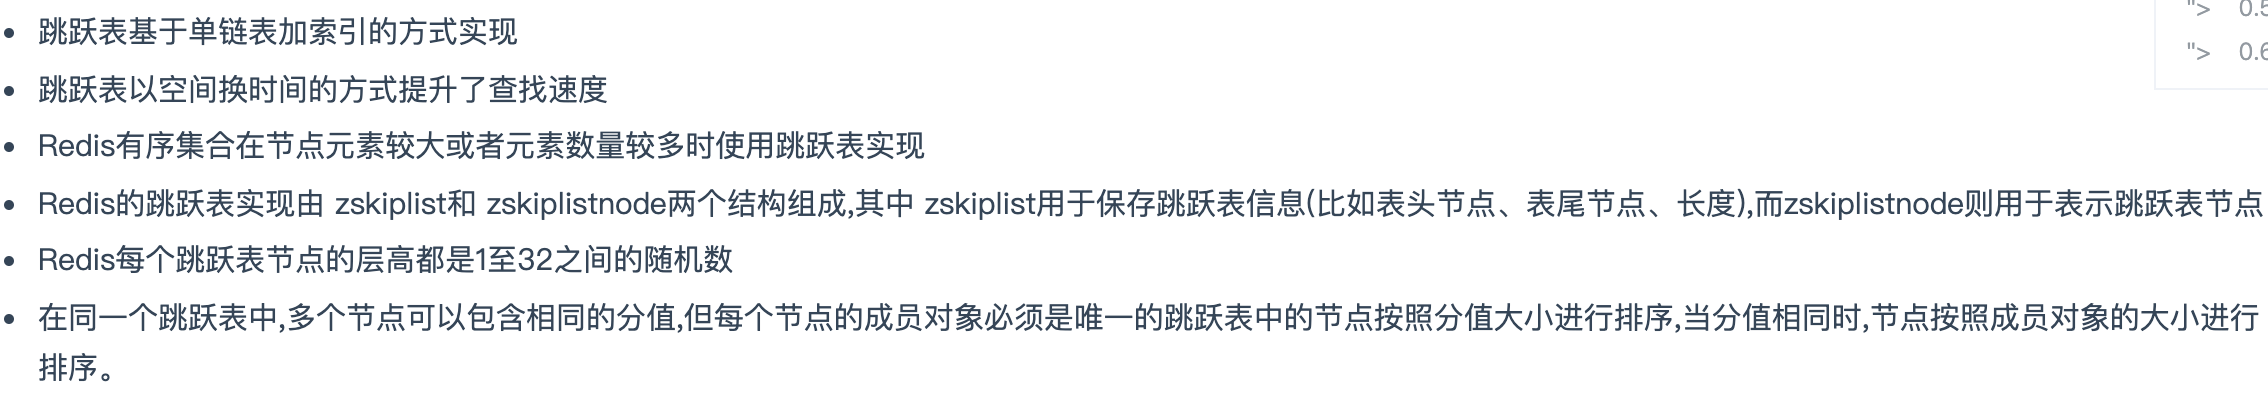 "> 0.5
"> 0.6
跳跃表基于单链表加索引的方式实现
跳跃表以空间换时间的方式提升了查找速度
Redis有序集合在节点元素较大或者元素数量较多时使用跳跃表实现
Redis的跳跃表实现由 zskiplist和 zskiplistnode两个结构组成,其中 zskiplist用于保存跳跃表信息(比如表头节点、表尾节点、长度),而zskiplistnode则用于表示跳跃表节点
Redis每个跳跃表节点的层高都是1至32之间的随机数
在同一个跳跃表中,多个节点可以包含相同的分值,但每个节点的成员对象必须是唯一的跳跃表中的节点按照分值大小进行排序,当分值相同时,节点按照成员对象的大小进行
排序。